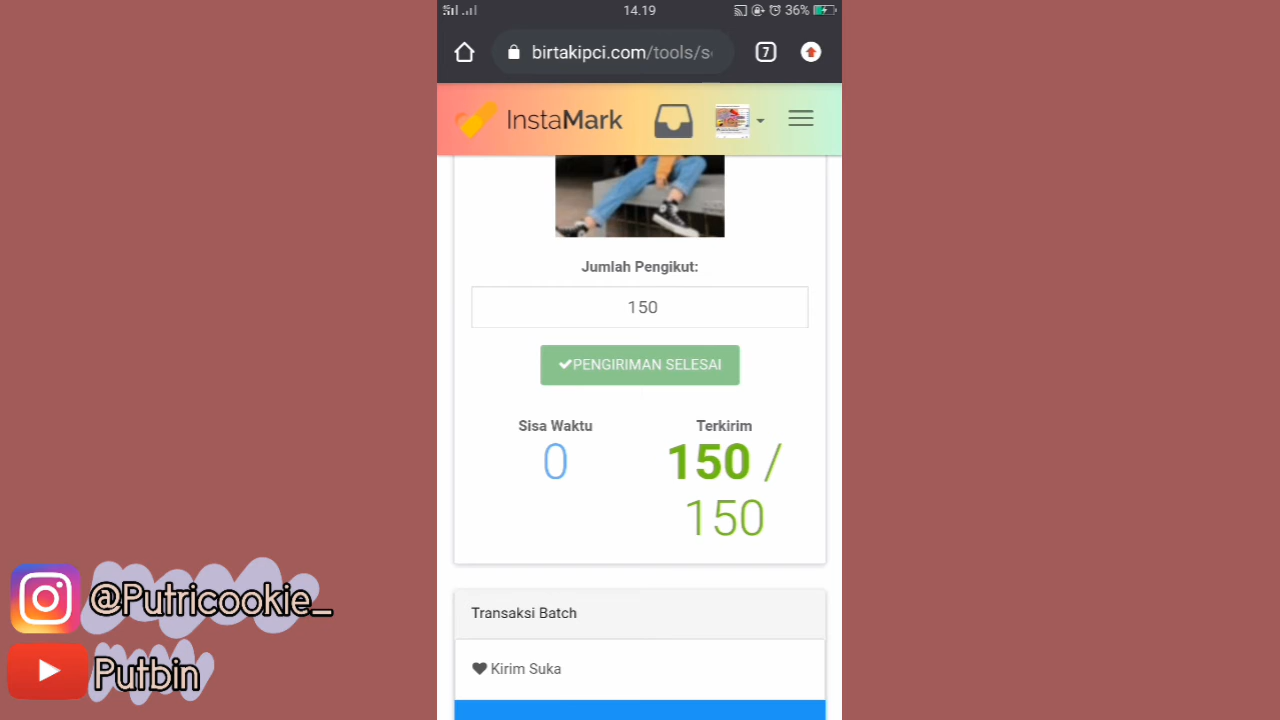 14.19
36%
birtakipci.com/tools/s
7
InstaMark
Jumlah Pengikut:
150
PENGIRIMAN SELESAI
Sisa Waktu
0
Terkirim
150 /
150
Transaksi Batch
Kirim Suka
@Putricookie_
Putbin